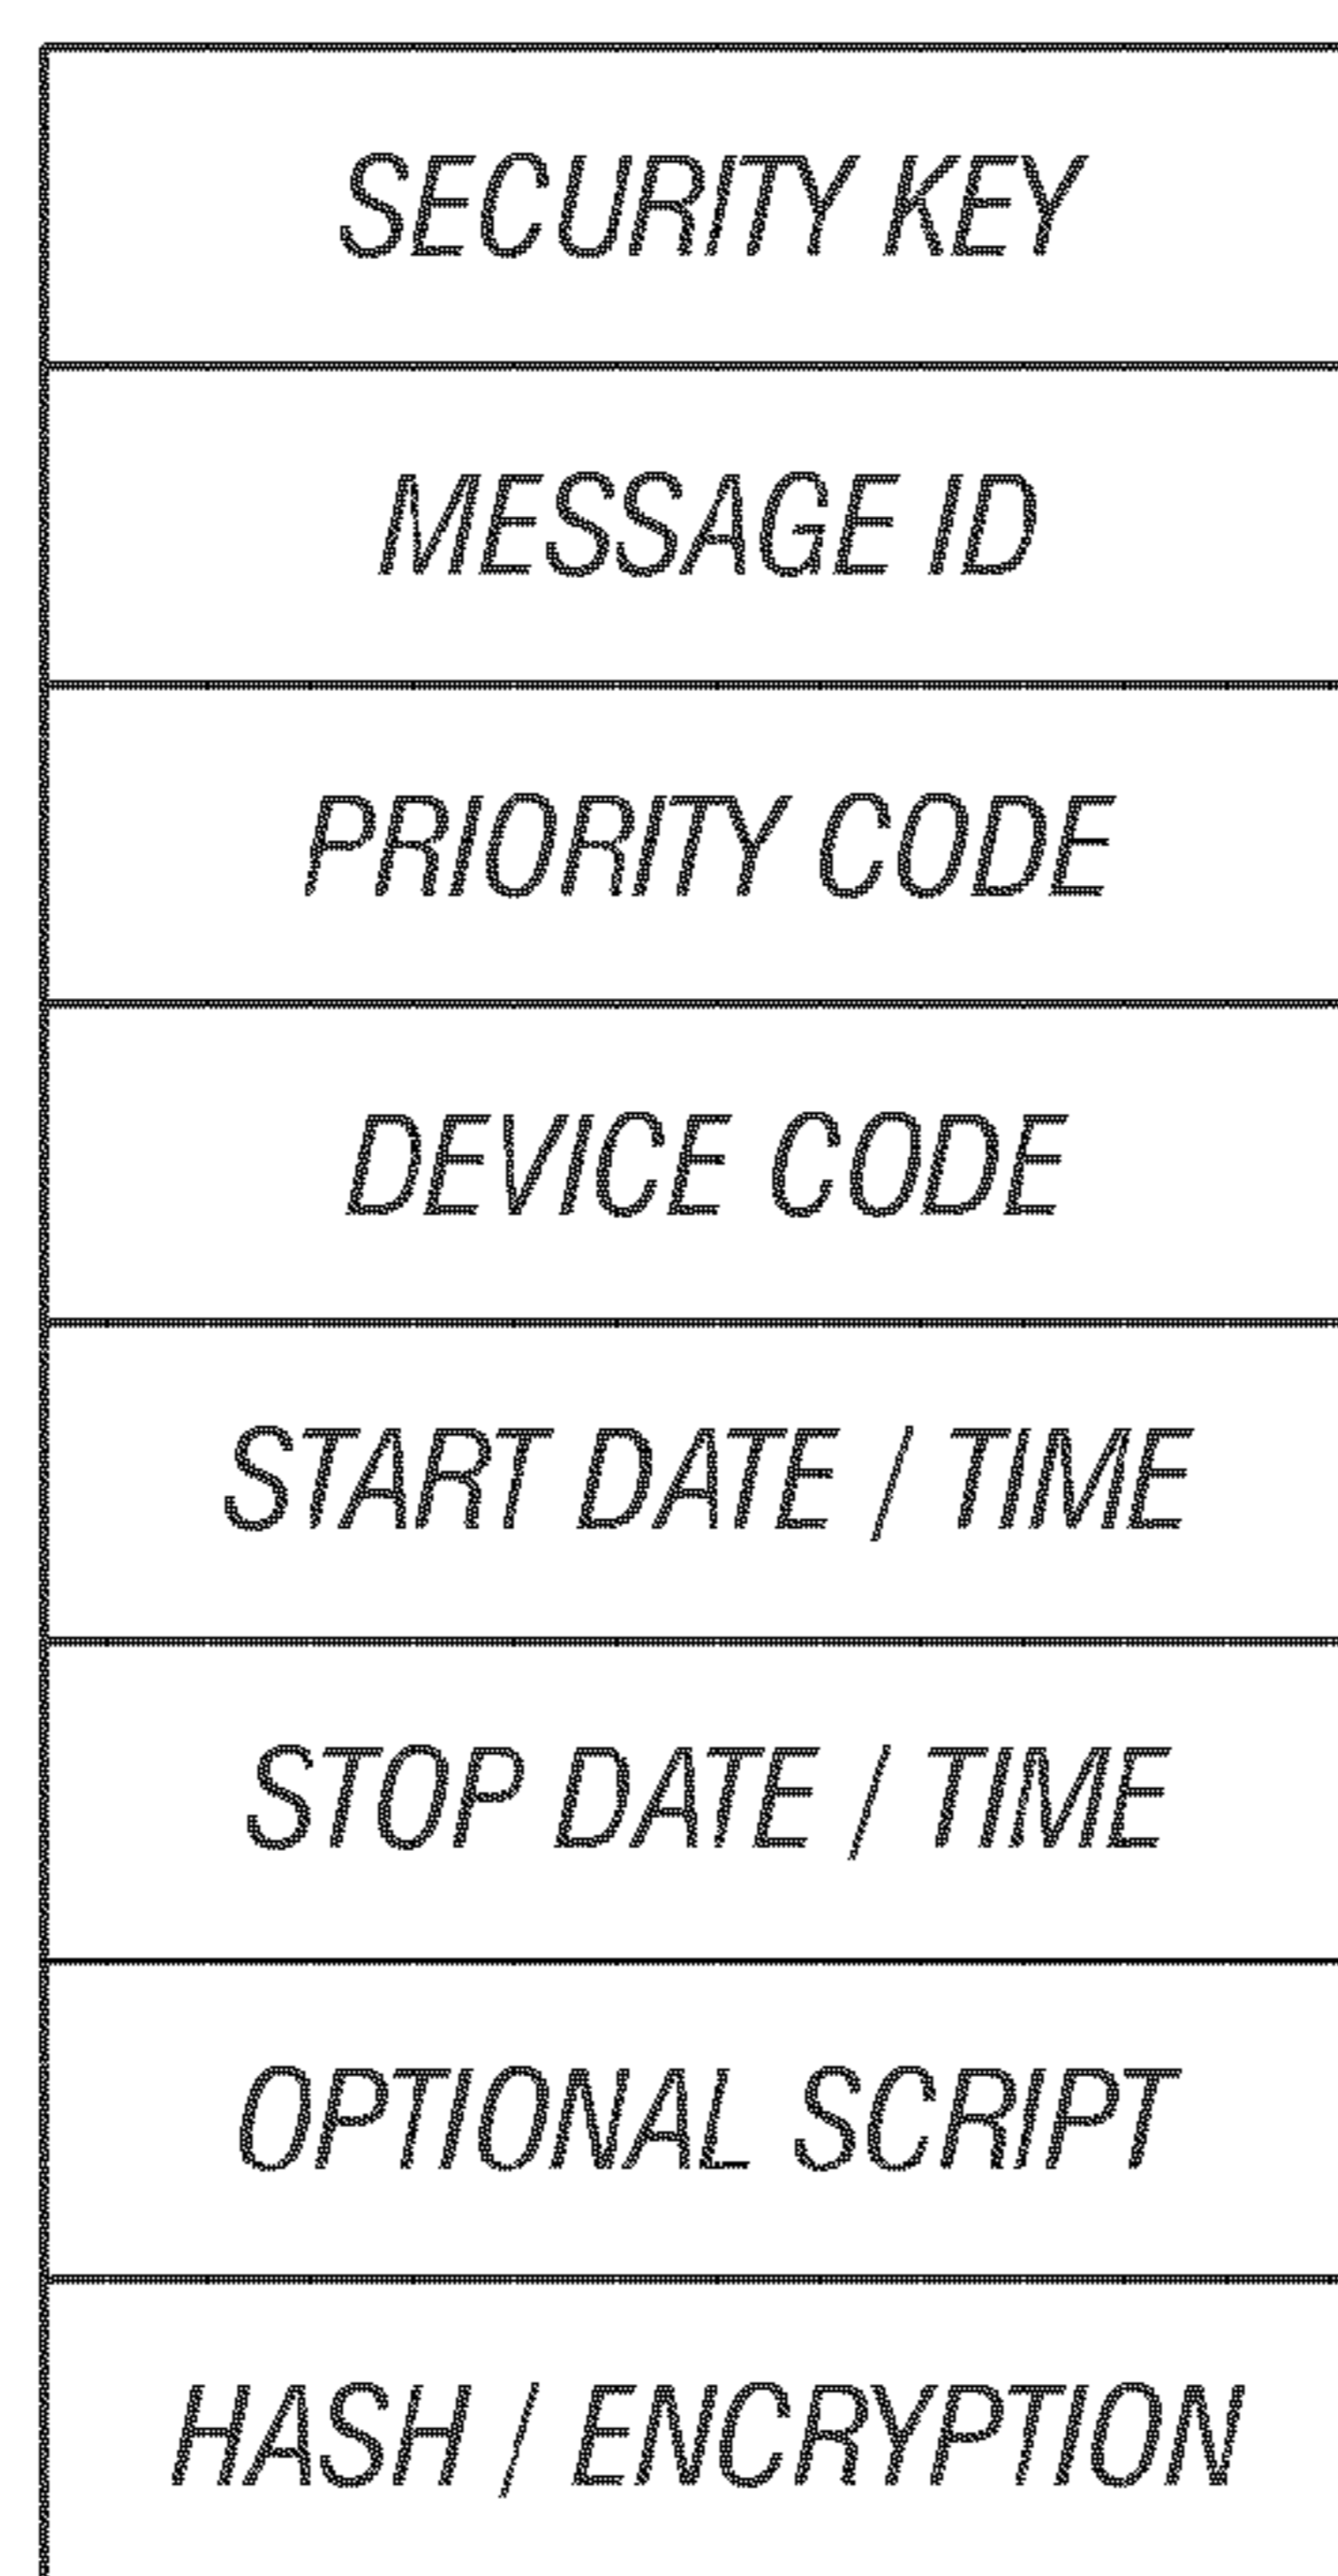 SECURITY KEY
MESSAGE ID
PRIORITY CODE
DEVICE CODE
START DATE / TIME
STOP DATE / TIME
OPTIONAL SCRIPT
HASH / ENCRYPTION